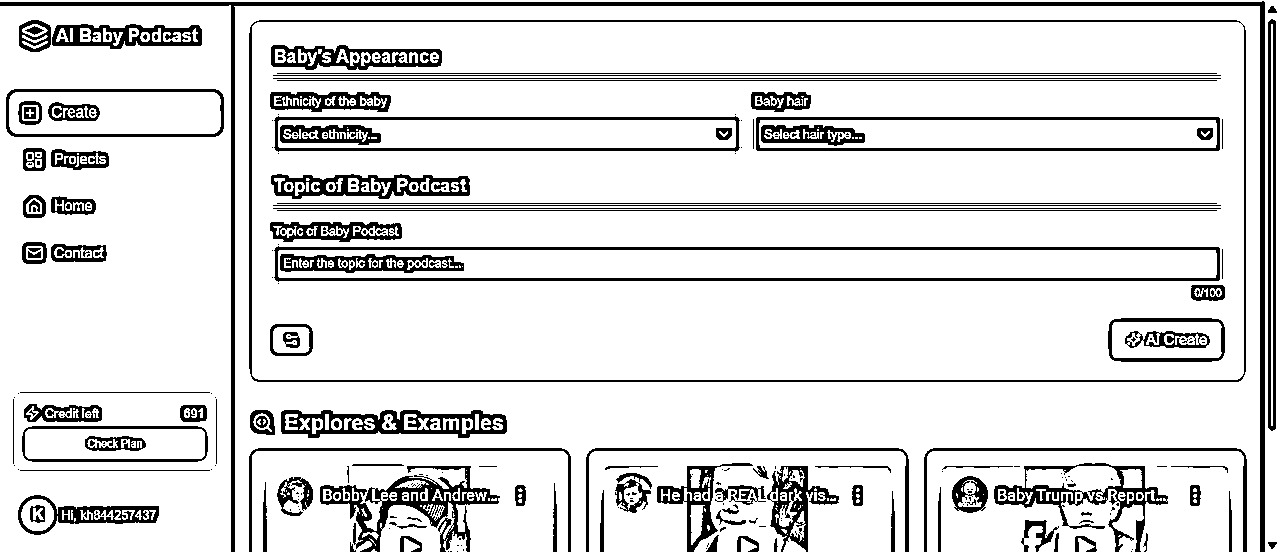 AI Baby Podcast
Create
Projects
Home
Contact
Credit left 691
Check Plan
K
Hi, kh844257437
Baby's Appearance
Ethnicity of the baby
Baby hair
Select ethnicity...
Select hair type...
Topic of Baby Podcast
Topic of Baby Podcast
Enter the topic for the podcast...
0/100
AI Create
Explores & Examples
Bobby Lee and Andrew...
He had a REAL dark vis...
Baby Trump vs Report...